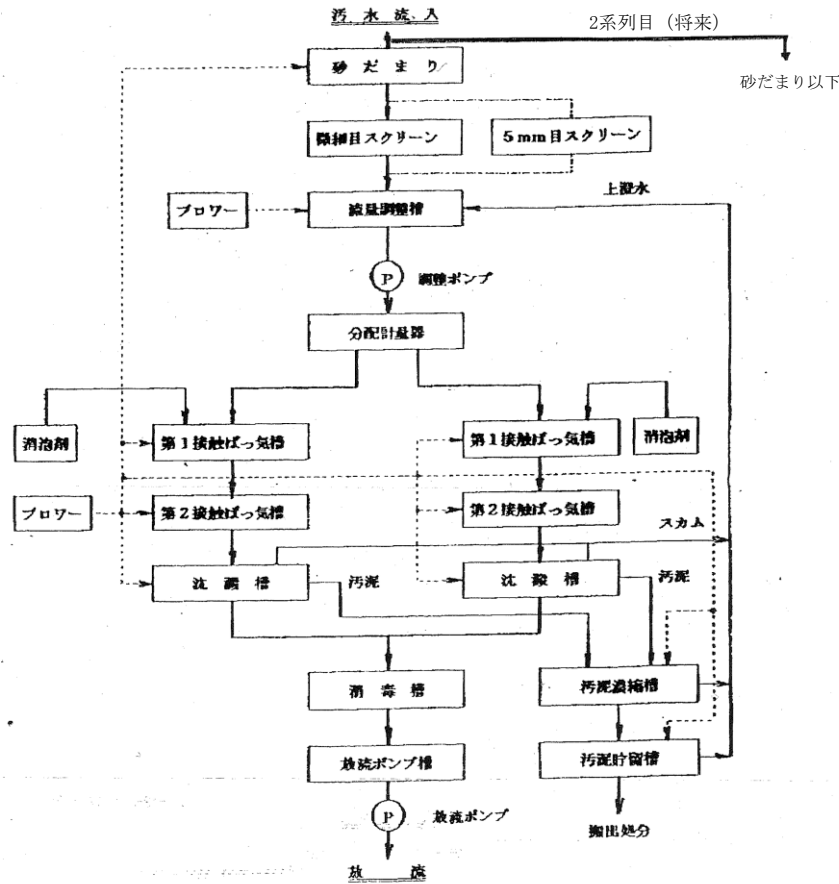 汚水流入
2系列目（将来）
砂だまり
砂だまり以下
微細目スクリーン
5mm目スクリーン
上澄水
ブロワー
流量調整槽
P
調整ポンプ
分配計量器
消泡剤
第1接触ばっ気槽
第1接触ばっ気槽
消泡剤
ブロワー
第2接触ばっ気槽
第2接触ばっ気槽
スカム
沈澱槽
汚泥
沈澱槽
汚泥
消毒槽
汚泥濃縮槽
放流ポンプ槽
汚泥貯留槽
P
放流ポンプ
搬出処分
放流